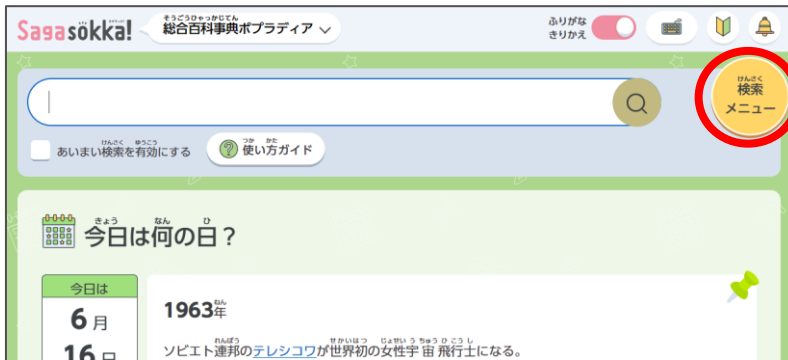 Sagasokka!
そうごうひゃっかじてん
総合百科事典ポプラディア
ふりがな
きりかえ
けんさく
検索
メニュー
けんさく ゆうこう
あいまい検索を有効にする
?
つか かた
使い方ガイド
きょう なん ひ
今日は何の日？
今日は
6月
16日
1963年
ねん
れんぽう せかいはつ じょせいう ちゅう ひ こう し
ソビエト連邦のテレシコワが世界初の女性宇宙飛行士になる。